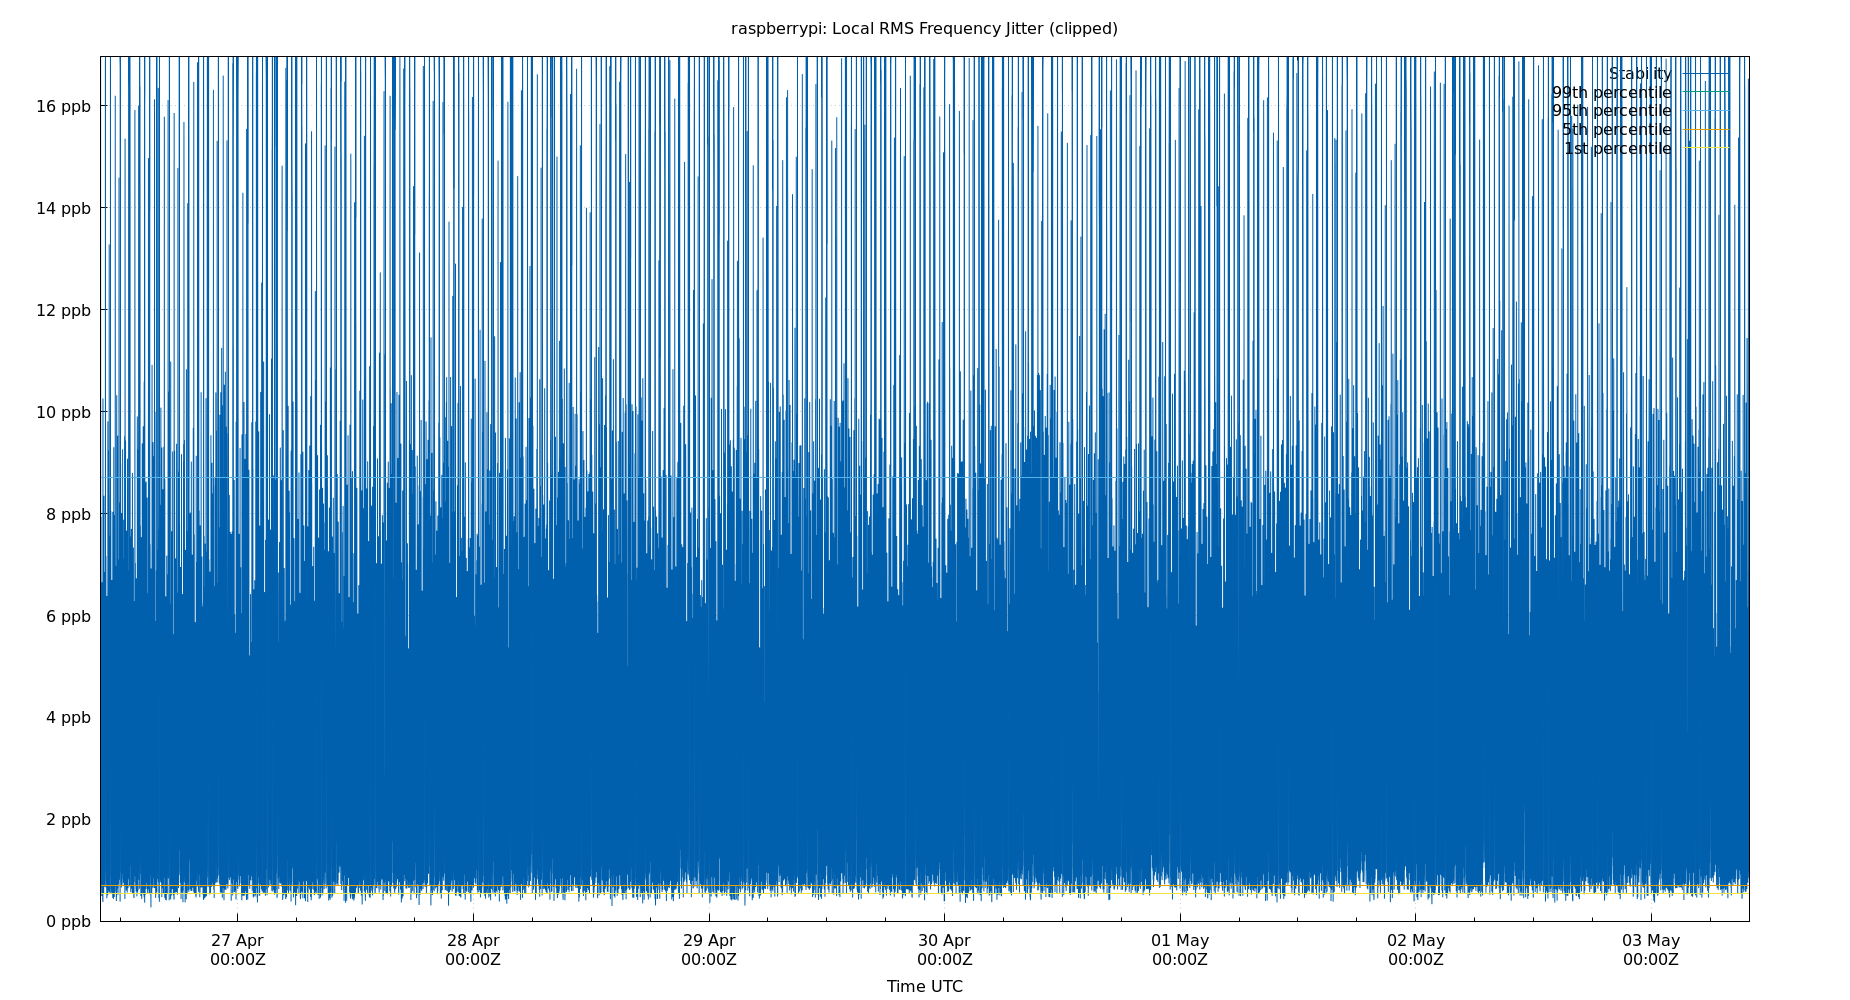 raspberrypi: Local RMS Frequency Jitter (clipped)
Stability
99th percentile
95th percentile
5th percentile
1st percentile
16 ppb
14 ppb
12 ppb
10 ppb
8 ppb
6 ppb
4 ppb
2 ppb
0 ppb
27 Apr 28 Apr 29 Apr 30 Apr 01 May 02 May 03 May
00:00Z 00:00Z 00:00Z 00:00Z 00:00Z 00:00Z 00:00Z
Time UTC